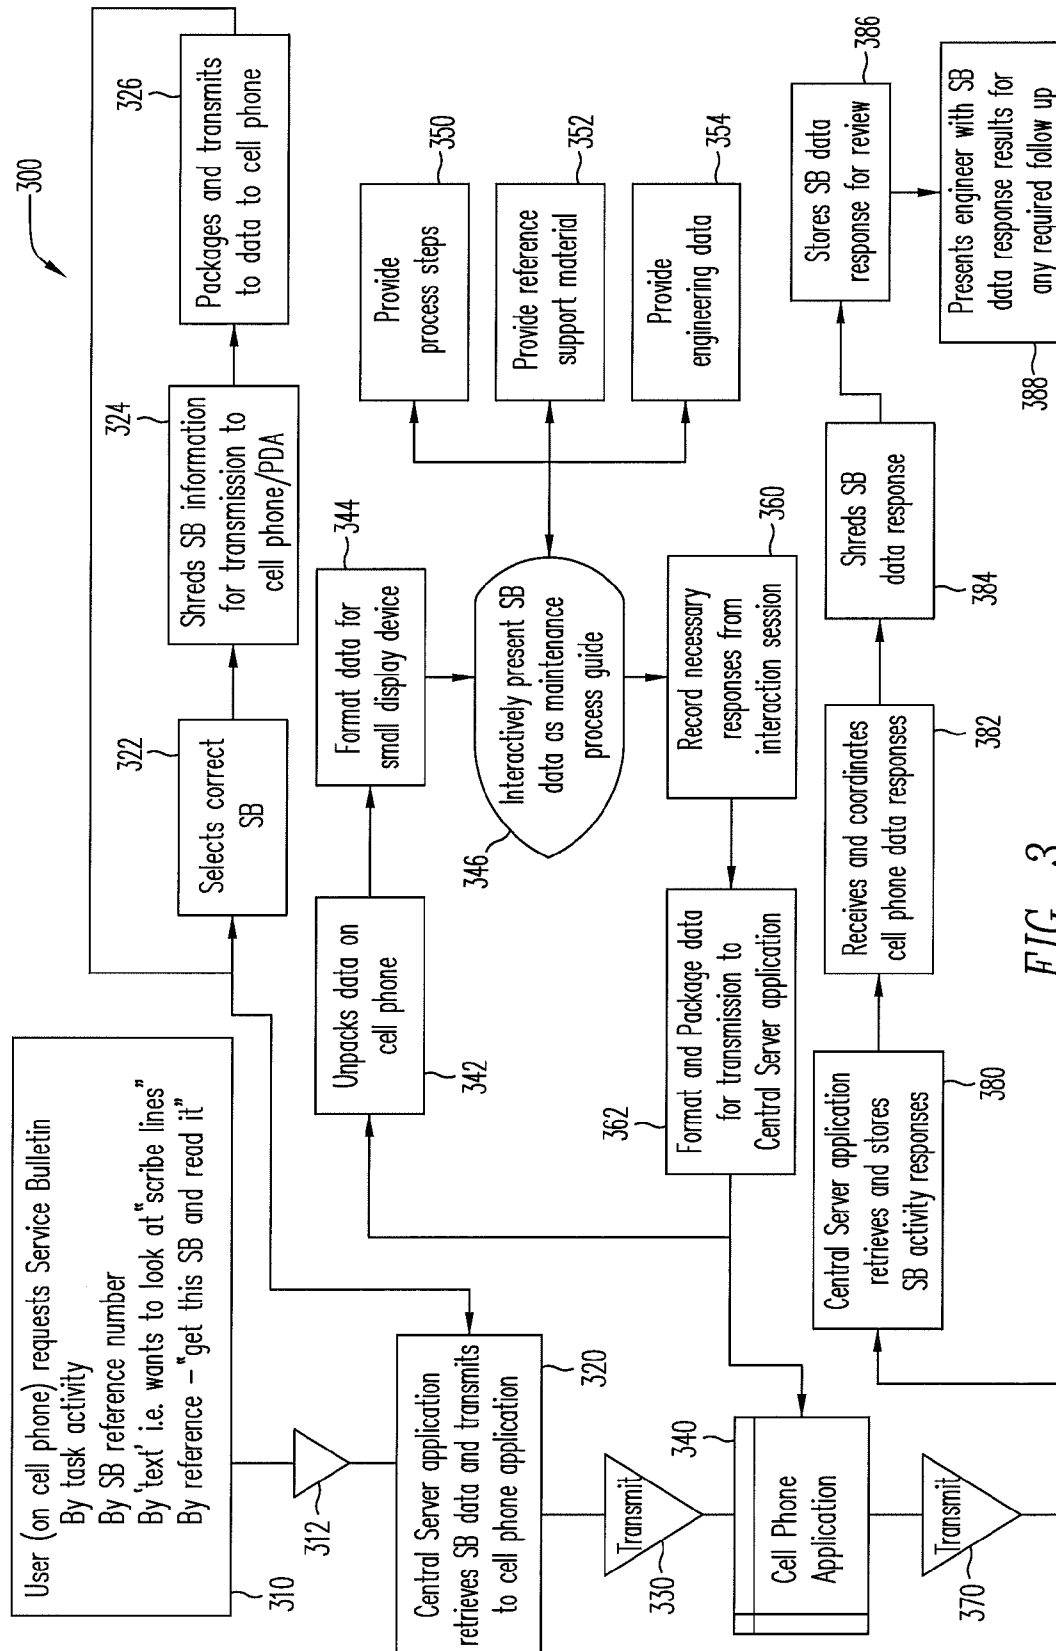 300
User (on cell phone) requests Service Bulletin
By task activity
By SB reference number
By 'text' i.e. wants to look at "scribe lines"
By reference – "get this SB and read it"
310
312
Central Server application
retrieves SB data and transmits
to cell phone application
320
Selects correct
SB
322
Shreds SB information
for transmission to
cell phone/PDA
324
Packages and transmits
to data to cell phone
326
Transmit
330
Cell Phone
Application
340
Unpacks data on
cell phone
342
Format data for
small display device
344
Interactively present SB
data as maintenance
process guide
346
Provide
process steps
350
Provide reference
support material
352
Provide
engineering data
354
Record necessary
responses from
interaction session
360
Format and Package data
for transmission to
Central Server application
362
Transmit
370
Central Server application
retrieves and stores
SB activity responses
380
Receives and coordinates
cell phone data responses
382
Shreds SB
data response
384
Stores SB data
response for review
386
Presents engineer with SB
data response results for
any required follow up
388
FIG. 3